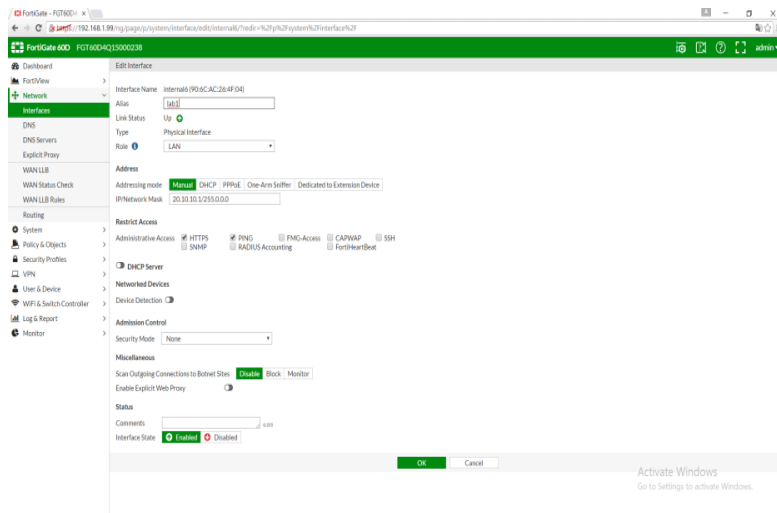 FortiGate - FGT60D4
https://192.168.1.99/ng/page/p/system/interface/edit/internal6/?redir=%2Fp%2Fsystem%2Finterface%2F
FortiGate 60D FGT60D4Q15000238
admin
Dashboard
Edit Interface
FortiView
Network
Interfaces
DNS
DNS Servers
Explicit Proxy
WAN LLB
WAN Status Check
WAN LLB Rules
Routing
System
Policy & Objects
Security Profiles
VPN
User & Device
WiFi & Switch Controller
Log & Report
Monitor
Interface Name internal6 (90:6C:AC:26:4F:04)
Alias lab1
Link Status Up
Type Physical Interface
Role LAN
Address
Addressing mode Manual DHCP PPPoE One-Arm Sniffer Dedicated to Extension Device
IP/Network Mask 20.10.10.1/255.0.0.0
Restrict Access
Administrative Access HTTPS PING FMG-Access CAPWAP SSH
SNMP RADIUS Accounting FortiHeartBeat
DHCP Server
Networked Devices
Device Detection
Admission Control
Security Mode None
Miscellaneous
Scan Outgoing Connections to Botnet Sites Disable Block Monitor
Enable Explicit Web Proxy
Status
Comments
Interface State Enabled Disabled
OK Cancel
Activate Windows
Go to Settings to activate Windows.